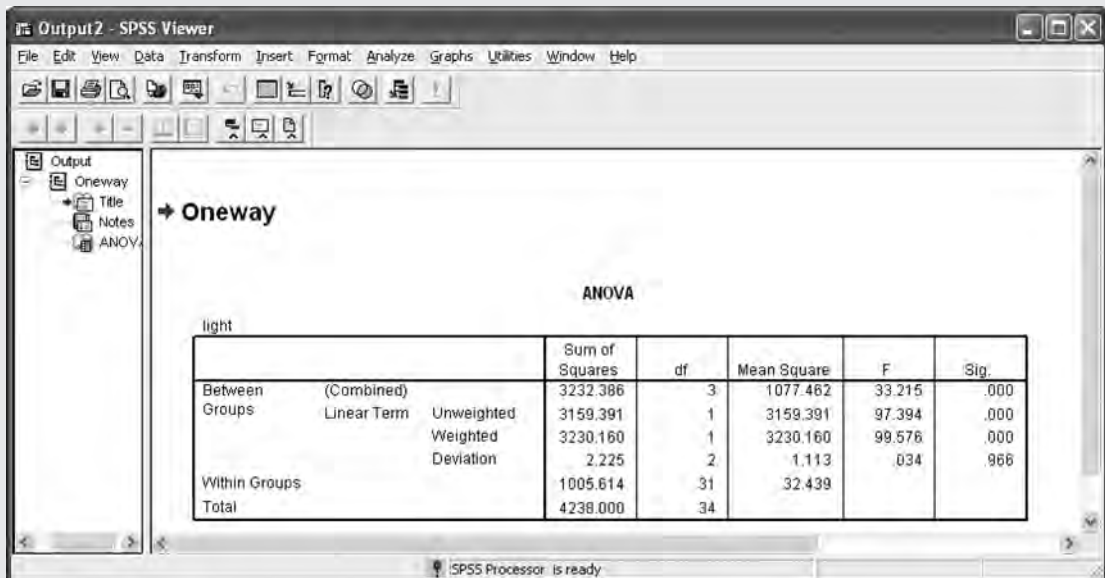 Output2 - SPSS Viewer
File Edit View Data Transform Insert Format Analyze Graphs Utilities Window Help
Output
Oneway
Title
Notes
ANOVA
Oneway
ANOVA
light
Sum of Squares df Mean Square F Sig.
Between Groups (Combined) 3232.386 3 1077.462 33.215 .000
Linear Term Unweighted 3159.391 1 3159.391 97.394 .000
Weighted 3230.160 1 3230.160 99.576 .000
Deviation 2.225 2 1.113 .034 .966
Within Groups 1005.614 31 32.439
Total 4238.000 34
SPSS Processor is ready